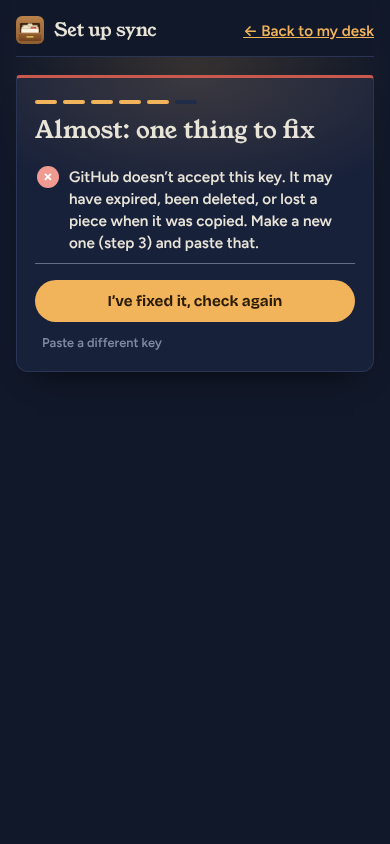 Set up sync
← Back to my desk
Almost: one thing to fix
GitHub doesn’t accept this key. It may
have expired, been deleted, or lost a
piece when it was copied. Make a new
one (step 3) and paste that.
I’ve fixed it, check again
Paste a different key